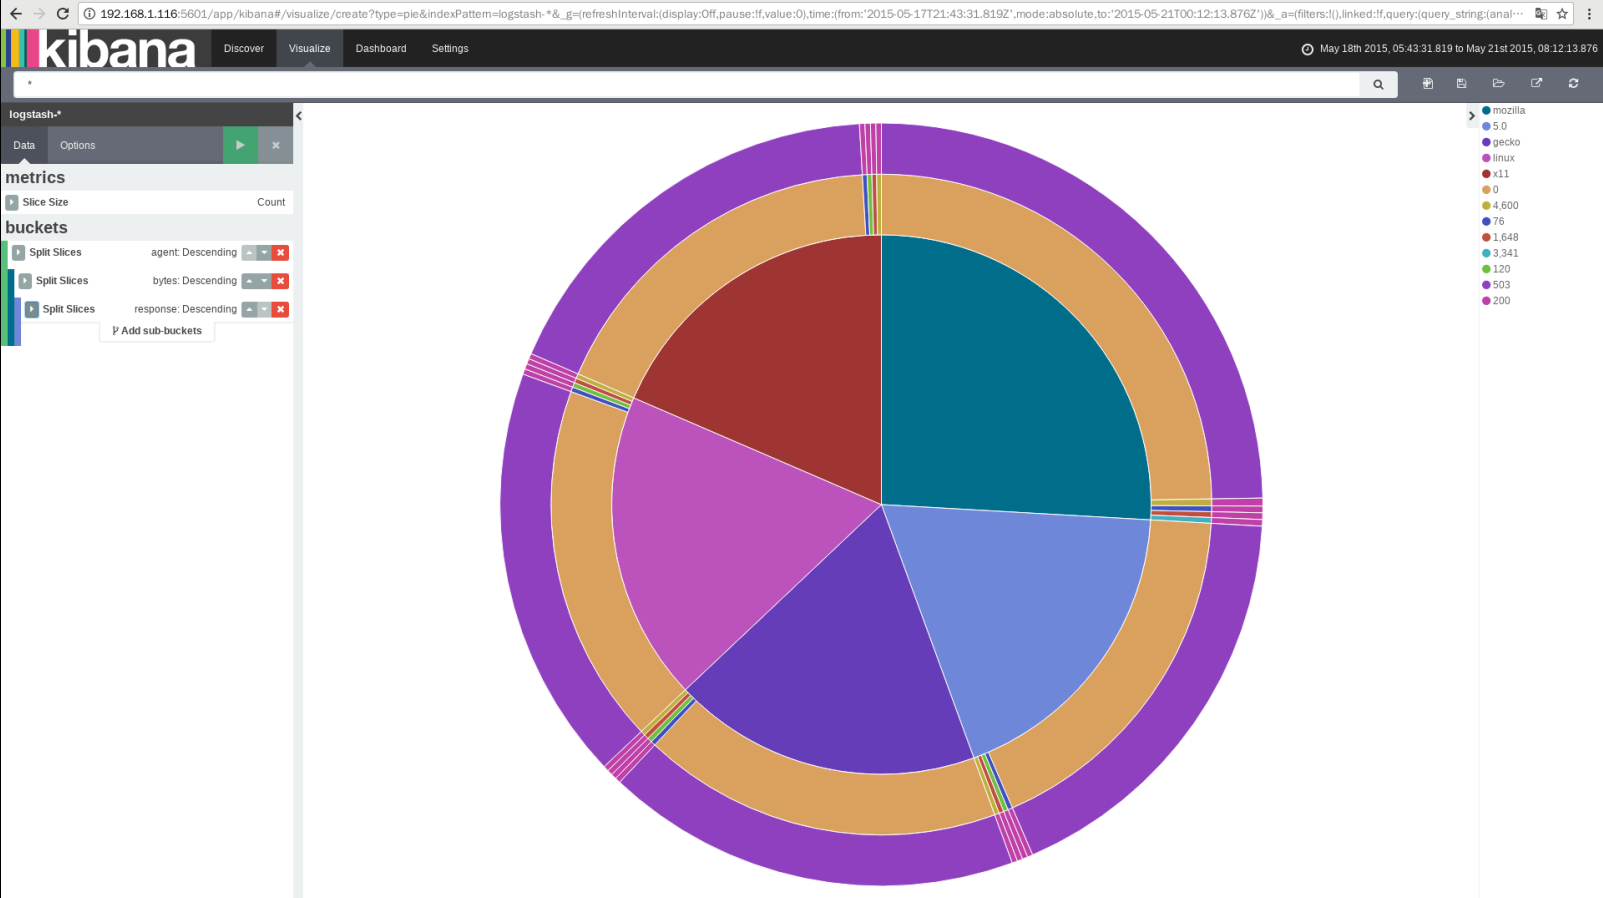 192.168.1.116:5601/app/kibana#/visualize/create?type=pie&indexPattern=logstash-*&_g=(refreshInterval:(display:Off,pause:!f,value:0),time:(from:'2015-05-17T21:43:31.819Z',mode:absolute,to:'2015-05-21T00:12:13.876Z'))&_a=(filters:!(),linked:!f,query:(query_string:(anal…
kibana Discover Visualize Dashboard Settings May 18th 2015, 05:43:31.819 to May 21st 2015, 08:12:13.876
*
logstash-*
Data Options
metrics
Slice Size Count
buckets
Split Slices agent: Descending
Split Slices bytes: Descending
Split Slices response: Descending
Add sub-buckets
mozilla
5.0
gecko
linux
x11
0
4,600
76
1,648
3,341
120
503
200